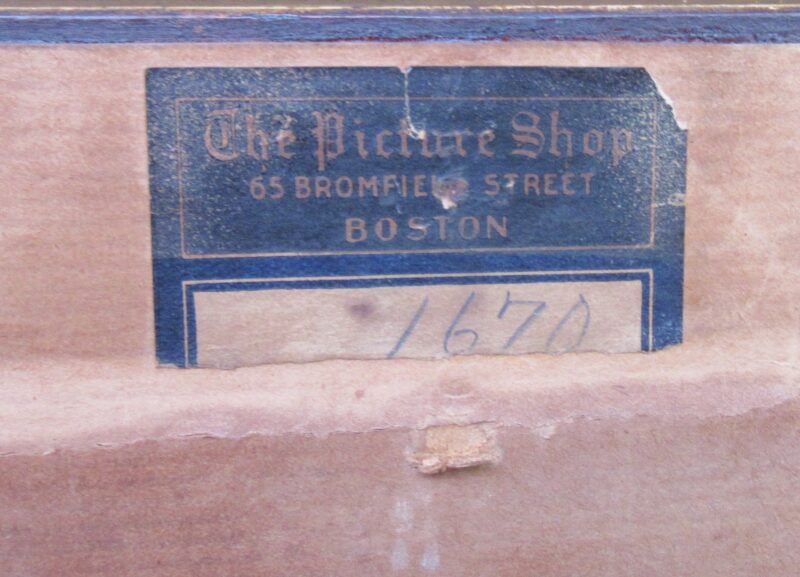 The Picture Shop
65 BROMFIELD STREET
BOSTON
1670